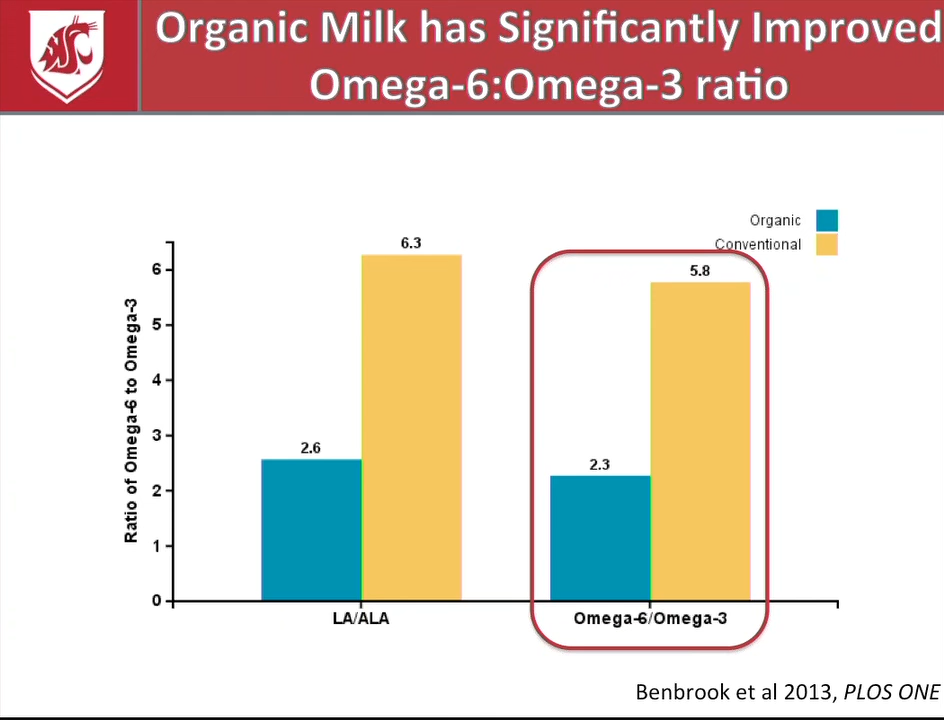 Organic Milk has Significantly Improved
Omega-6:Omega-3 ratio
Organic
Conventional
6.3
5.8
2.6
2.3
Ratio of Omega-6 to Omega-3
6
5
4
3
2
1
0
LA/ALA
Omega-6/Omega-3
Benbrook et al 2013, PLOS ONE